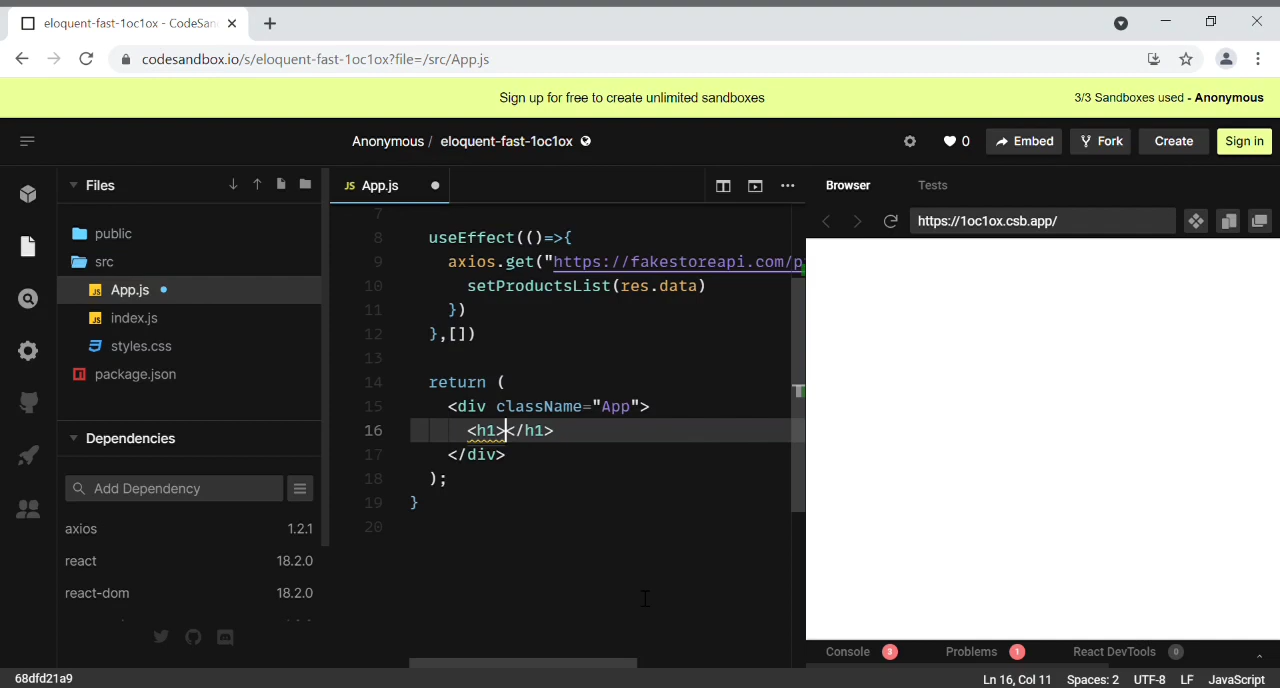 eloquent-fast-1oc1ox - CodeSan
codesandbox.io/s/eloquent-fast-1oc1ox?file=/src/App.js
Sign up for free to create unlimited sandboxes
3/3 Sandboxes used - Anonymous
Anonymous / eloquent-fast-1oc1ox
0
Embed
Fork
Create
Sign in
Files
JS App.js
Browser
Tests
https://1oc1ox.csb.app/
public
src
JS App.js
JS index.js
styles.css
package.json
Dependencies
Add Dependency
axios 1.2.1
react 18.2.0
react-dom 18.2.0
7
8 useEffect(()=>{
9 axios.get("https://fakestoreapi.com/p
10 setProductsList(res.data)
11 })
12 },[])
13
14 return (
15 <div className="App">
16 <h1></h1>
17 </div>
18 );
19 }
20
Console 3
Problems 1
React DevTools 0
68dfd21a9
Ln 16, Col 11
Spaces: 2
UTF-8
LF
JavaScript